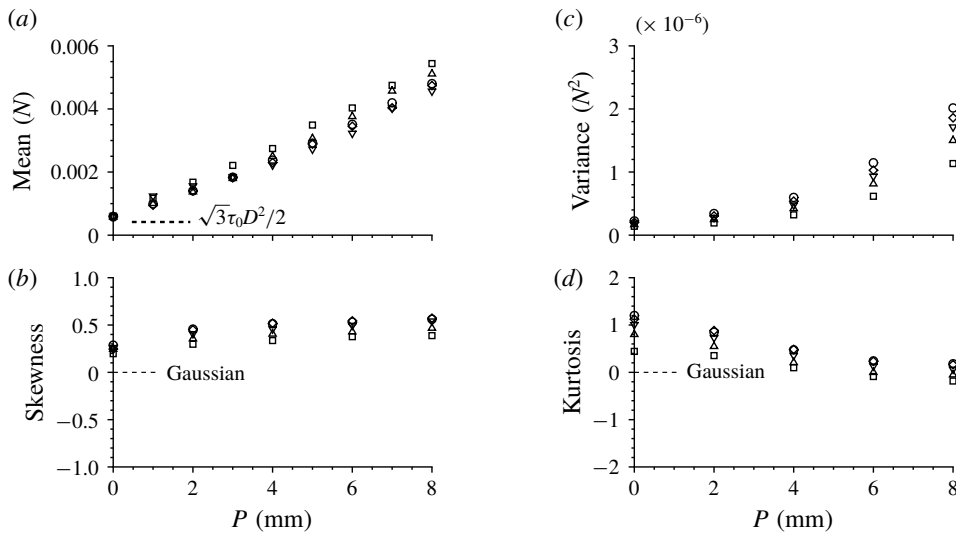 (a)
0.006
0.004
0.002
0
Mean (N)
√3τ₀D²/2
(c)
(× 10⁻⁶)
3
2
1
0
Variance (N²)
(b)
1.0
0.5
0
−0.5
−1.0
Skewness
Gaussian
0 2 4 6 8
P (mm)
(d)
2
1
0
−1
−2
Kurtosis
Gaussian
0 2 4 6 8
P (mm)